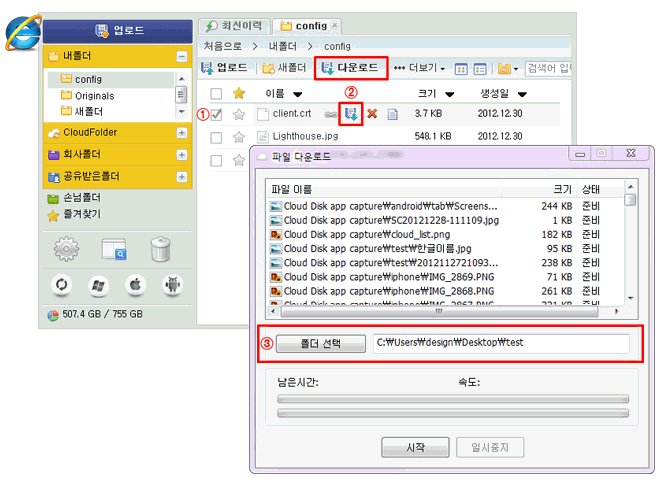 업로드
최신이력
config
처음으로 > 내폴더 > config
업로드 새폴더 다운로드 ••• 더보기
②
이름 크기 생성일
① client.crt 3.7 KB 2012.12.30
Lighthouse.jpg 548.1 KB 2012.12.30
내폴더
config
Originals
새폴더
CloudFolder
회사폴더
공유받은폴더
손님폴더
즐겨찾기
507.4 GB / 755 GB
파일 다운로드
파일 이름 크기 상태
Cloud Disk app capture₩android₩tab₩Screens... 244 KB 준비
Cloud Disk app capture₩SC20121228-111109.jpg 1 KB 준비
Cloud Disk app capture₩cloud_list.png 182 KB 준비
Cloud Disk app capture₩test₩한글이름.jpg 95 KB 준비
Cloud Disk app capture₩test₩2012112721093... 238 KB 준비
Cloud Disk app capture₩iphone₩IMG_2869.PNG 71 KB 준비
Cloud Disk app capture₩iphone₩IMG_2868.PNG 261 KB 준비
Cloud Disk app capture₩iphone₩IMG_2867.PNG 준비
③ 폴더 선택 C:₩Users₩design₩Desktop₩test
남은시간: 속도:
시작 일시중지